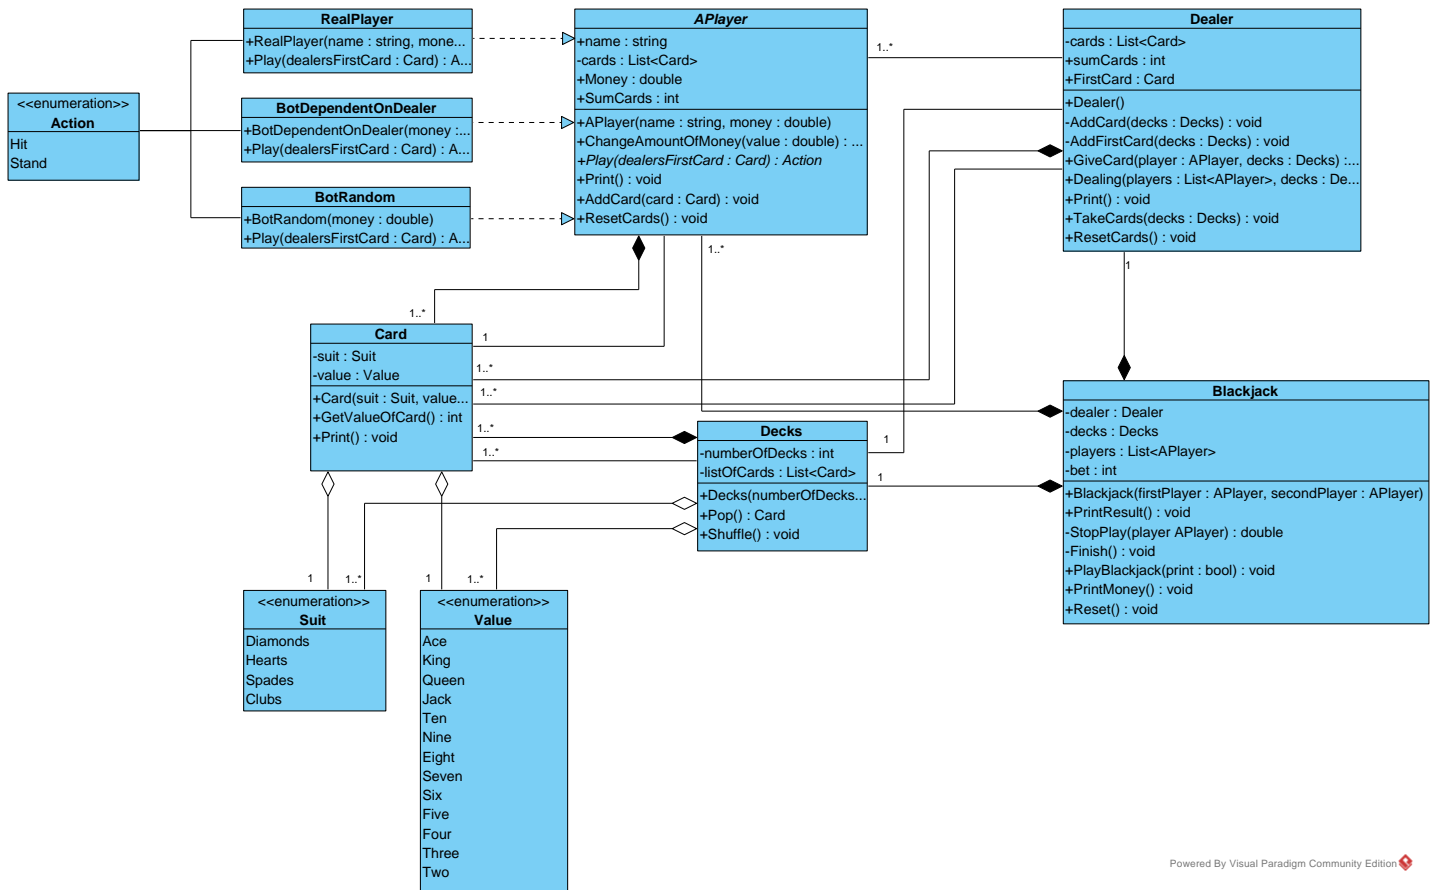 RealPlayer
+RealPlayer(name : string, mone...
+Play(dealersFirstCard : Card) : A...
APlayer
+name : string
-cards : List<Card>
+Money : double
+SumCards : int
+APlayer(name : string, money : double)
+ChangeAmountOfMoney(value : double) : ...
+Play(dealersFirstCard : Card) : Action
+Print() : void
+AddCard(card : Card) : void
+ResetCards() : void
1..*
Dealer
-cards : List<Card>
+sumCards : int
+FirstCard : Card
+Dealer()
-AddCard(decks : Decks) : void
-AddFirstCard(decks : Decks) : void
+GiveCard(player : APlayer, decks : Decks) :...
+Dealing(players : List<APlayer>, decks : De...
+Print() : void
+TakeCards(decks : Decks) : void
+ResetCards() : void
<<enumeration>>
Action
Hit
Stand
BotDependentOnDealer
+BotDependentOnDealer(money :...
+Play(dealersFirstCard : Card) : A...
BotRandom
+BotRandom(money : double)
+Play(dealersFirstCard : Card) : A...
1..*
1
1..*
Card
-suit : Suit
-value : Value
+Card(suit : Suit, value...
+GetValueOfCard() : int
+Print() : void
1
1..*
1..*
1..*
1..*
Decks
-numberOfDecks : int
-listOfCards : List<Card>
+Decks(numberOfDecks...
+Pop() : Card
+Shuffle() : void
1
1
Blackjack
-dealer : Dealer
-decks : Decks
-players : List<APlayer>
-bet : int
+Blackjack(firstPlayer : APlayer, secondPlayer : APlayer)
+PrintResult() : void
-StopPlay(player APlayer) : double
-Finish() : void
+PlayBlackjack(print : bool) : void
+PrintMoney() : void
+Reset() : void
1
1..*
1
1..*
<<enumeration>>
Suit
Diamonds
Hearts
Spades
Clubs
<<enumeration>>
Value
Ace
King
Queen
Jack
Ten
Nine
Eight
Seven
Six
Five
Four
Three
Two
Powered By Visual Paradigm Community Edition